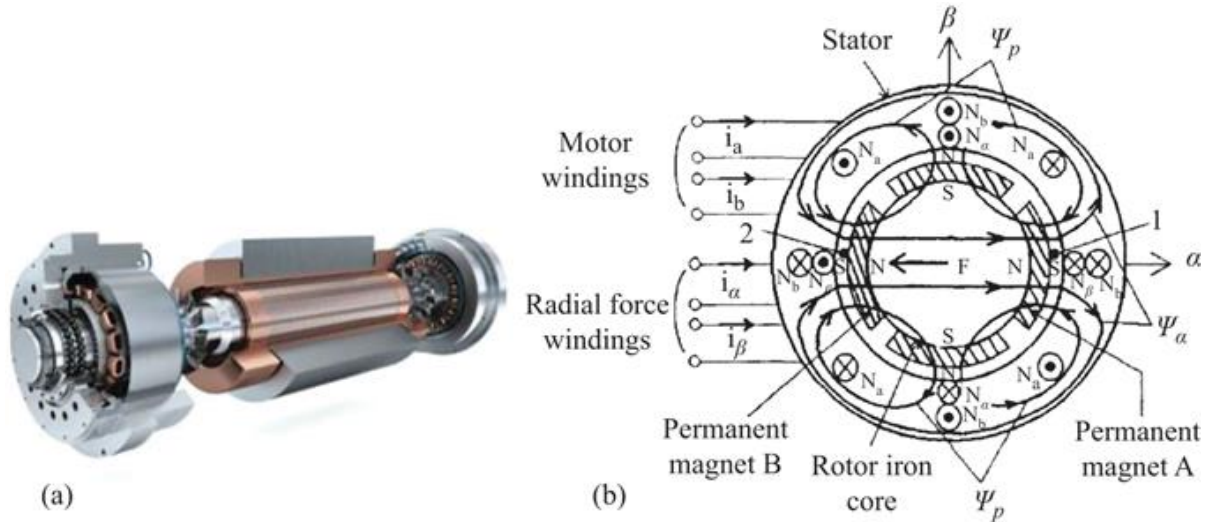 β
Stator
Ψp
Nb
Nα
Na
Na
Motor
windings
ia
ib
N
S
2
1
S
N
F
N
S
Nb
Nα
Nβ
Nb
α
Radial force
windings
iα
iβ
Ψα
S
N
Na
Na
Nα
Nb
Permanent
magnet B
Rotor iron
core
Permanent
magnet A
Ψp
(a)
(b)